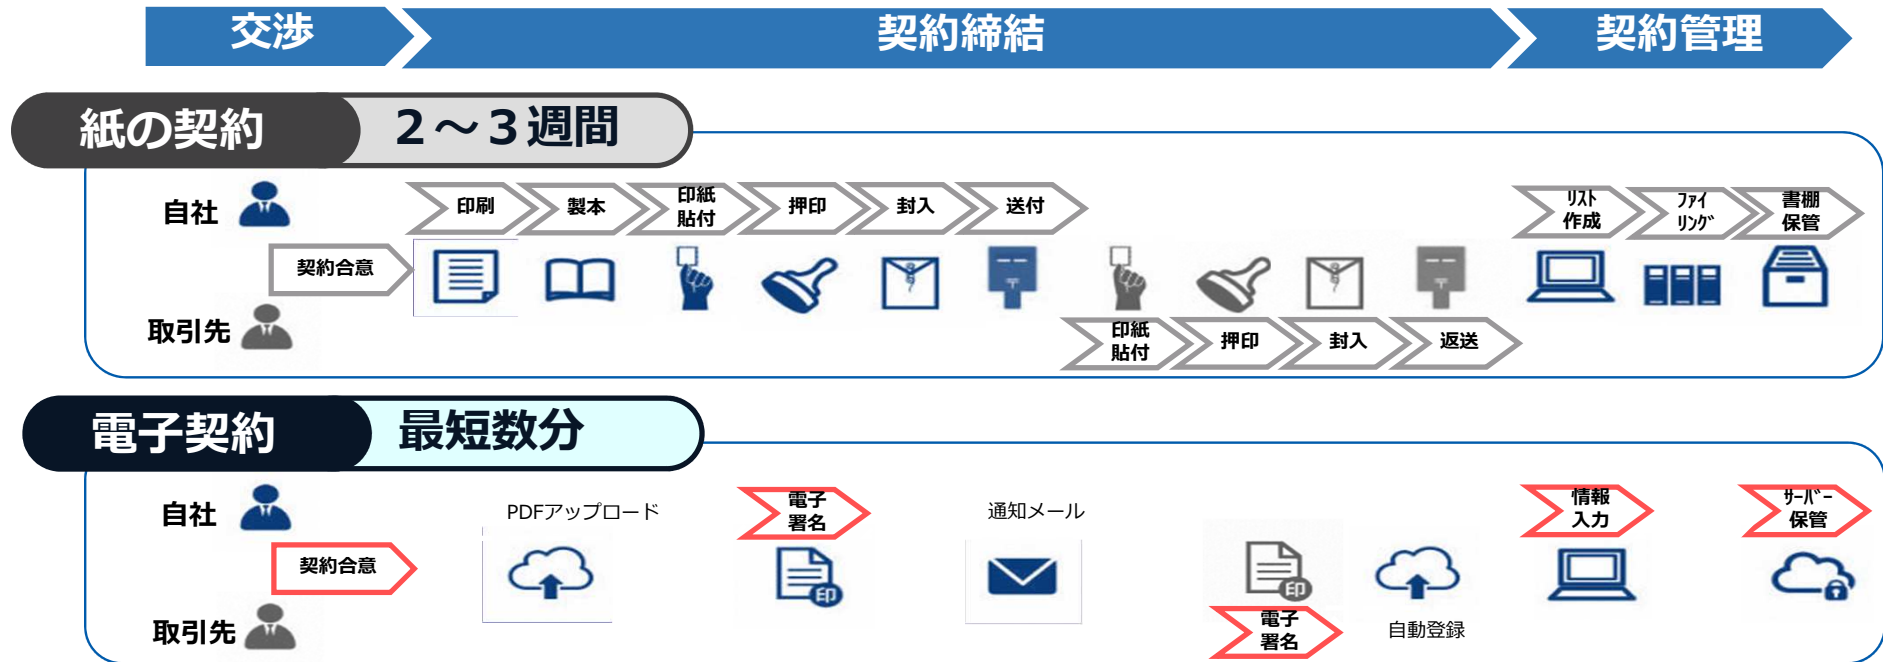 交渉
契約締結
契約管理
紙の契約
2～3週間
自社
印刷
製本
印紙
貼付
押印
封入
送付
ﾘｽﾄ
作成
ﾌｧｲ
ﾘﾝｸﾞ
書棚
保管
契約合意
取引先
印紙
貼付
押印
封入
返送
電子契約
最短数分
自社
PDFアップロード
電子
署名
通知メール
情報
入力
ｻｰﾊﾞｰ
保管
契約合意
印
印
取引先
電子
署名
自動登録